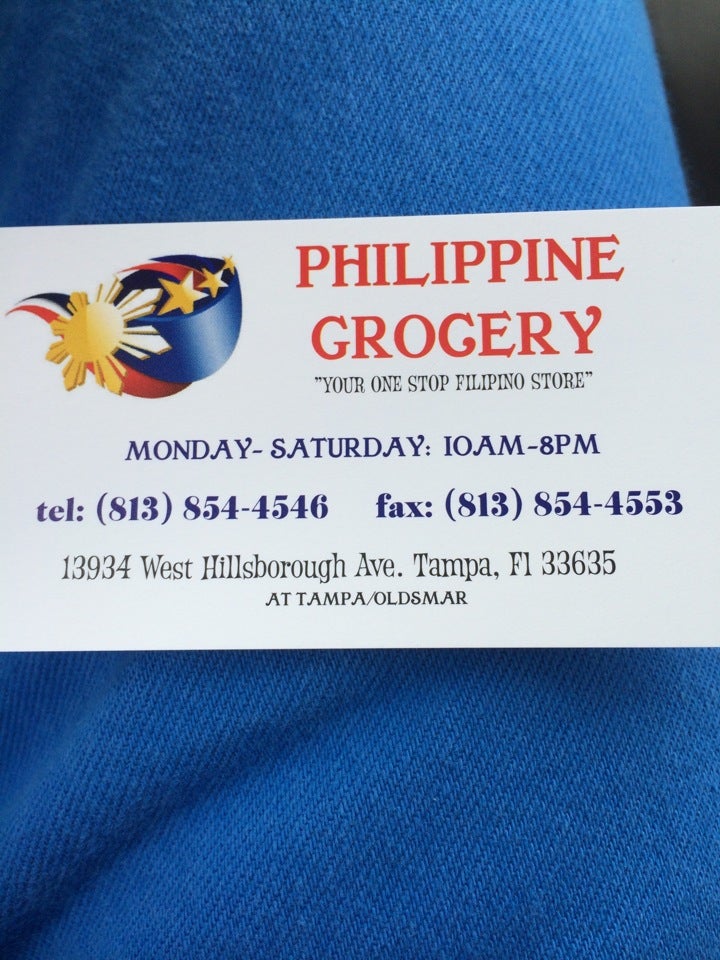 PHILIPPINE
GROCERY
"YOUR ONE STOP FILIPINO STORE"
MONDAY- SATURDAY: 10AM-8PM
tel: (813) 854-4546 fax: (813) 854-4553
13934 West Hillsborough Ave. Tampa, Fl 33635
AT TAMPA/OLDSMAR